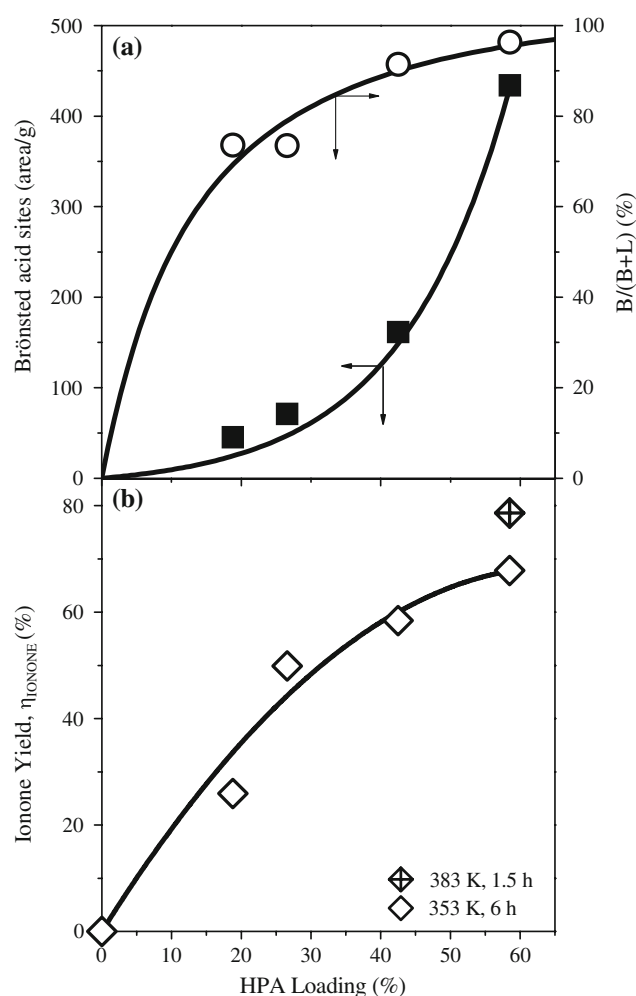 (a)
500
400
300
200
100
0
Brönsted acid sites (area/g)
100
80
60
40
20
0
B/(B+L) (%)
(b)
80
60
40
20
0
Ionone Yield, ηIONONE (%)
383 K, 1.5 h
353 K, 6 h
0 10 20 30 40 50 60
HPA Loading (%)